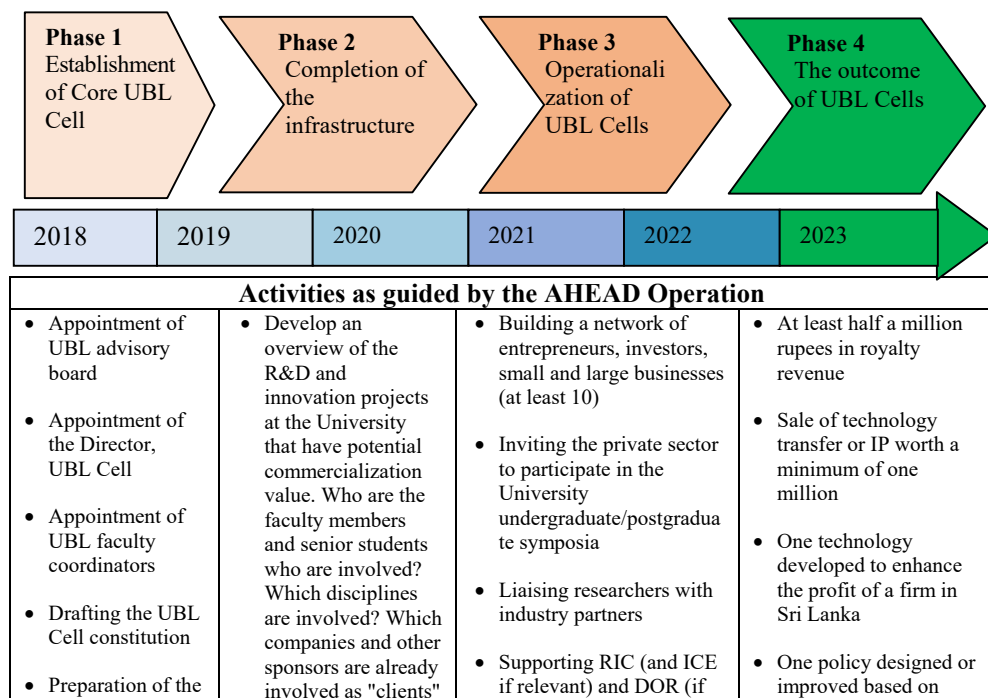 Phase 1
Establishment
of Core UBL
Cell
Phase 2
Completion of
the
infrastructure
Phase 3
Operationali
zation of
UBL Cells
Phase 4
The outcome
of UBL Cells
2018
2019
2020
2021
2022
2023
Activities as guided by the AHEAD Operation
• Appointment of
UBL advisory
board
• Appointment of
the Director,
UBL Cell
• Appointment of
UBL faculty
coordinators
• Drafting the UBL
Cell constitution
• Preparation of the
• Develop an
overview of the
R&D and
innovation projects
at the University
that have potential
commercialization
value. Who are the
faculty members
and senior students
who are involved?
Which disciplines
are involved? Which
companies and other
sponsors are already
involved as "clients"
• Building a network of
entrepreneurs, investors,
small and large businesses
(at least 10)
• Inviting the private sector
to participate in the
University
undergraduate/postgradua
te symposia
• Liaising researchers with
industry partners
• Supporting RIC (and ICE
if relevant) and DOR (if
• At least half a million
rupees in royalty
revenue
• Sale of technology
transfer or IP worth a
minimum of one
million
• One technology
developed to enhance
the profit of a firm in
Sri Lanka
• One policy designed or
improved based on